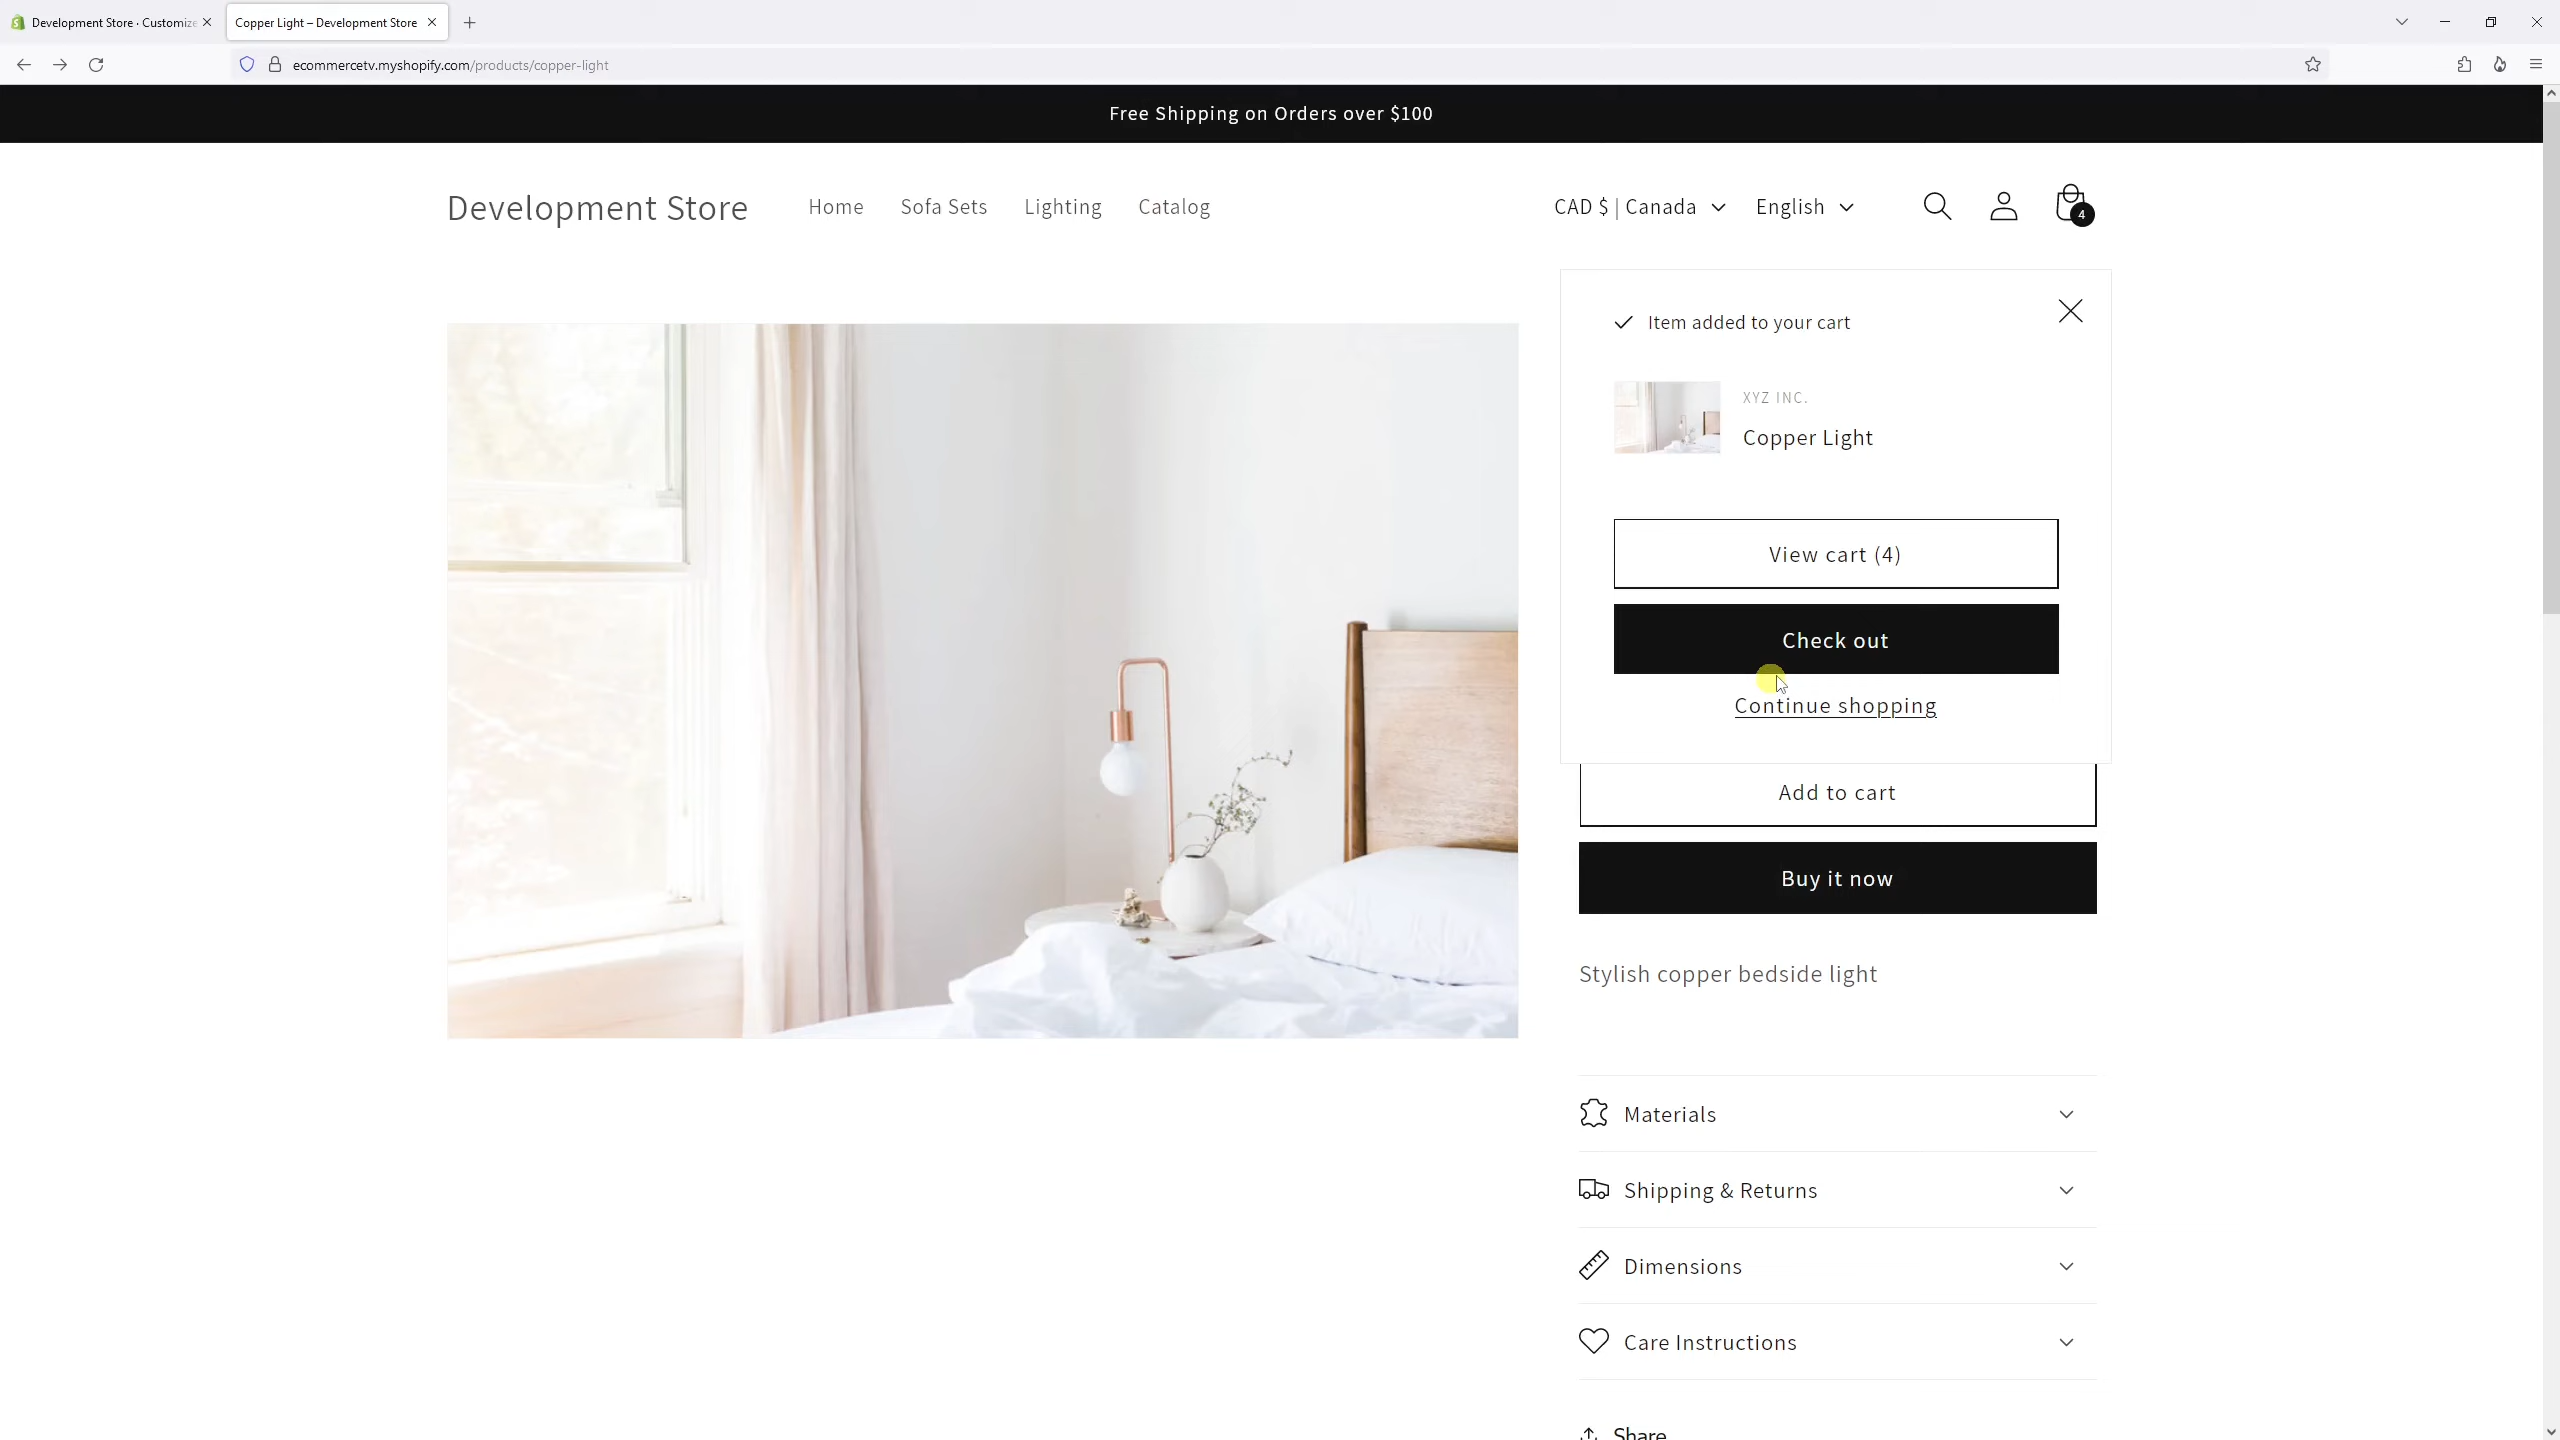 Development Store · Customize
Copper Light – Development Store
ecommercetv.myshopify.com/products/copper-light
Free Shipping on Orders over $100
Development Store
Home
Sofa Sets
Lighting
Catalog
CAD $ | Canada
English
4
Item added to your cart
XYZ INC.
Copper Light
View cart (4)
Check out
Continue shopping
Add to cart
Buy it now
Stylish copper bedside light
Materials
Shipping & Returns
Dimensions
Care Instructions
Share